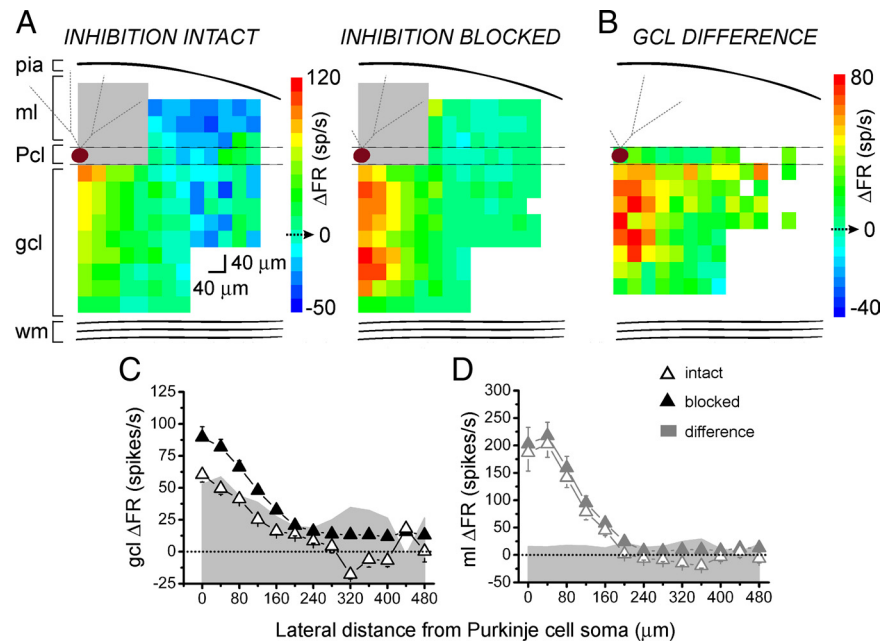 A INHIBITION INTACT INHIBITION BLOCKED B GCL DIFFERENCE
pia
ml
Pcl
gcl
wm
40 μm
40 μm
120
ΔFR (sp/s)
0
-50
80
ΔFR (sp/s)
0
-40
C
gcl ΔFR (spikes/s)
125
100
75
50
25
0
-25
0 80 160 240 320 400 480
D
ml ΔFR (spikes/s)
300
250
200
150
100
50
0
-50
0 80 160 240 320 400 480
intact
blocked
difference
Lateral distance from Purkinje cell soma (μm)